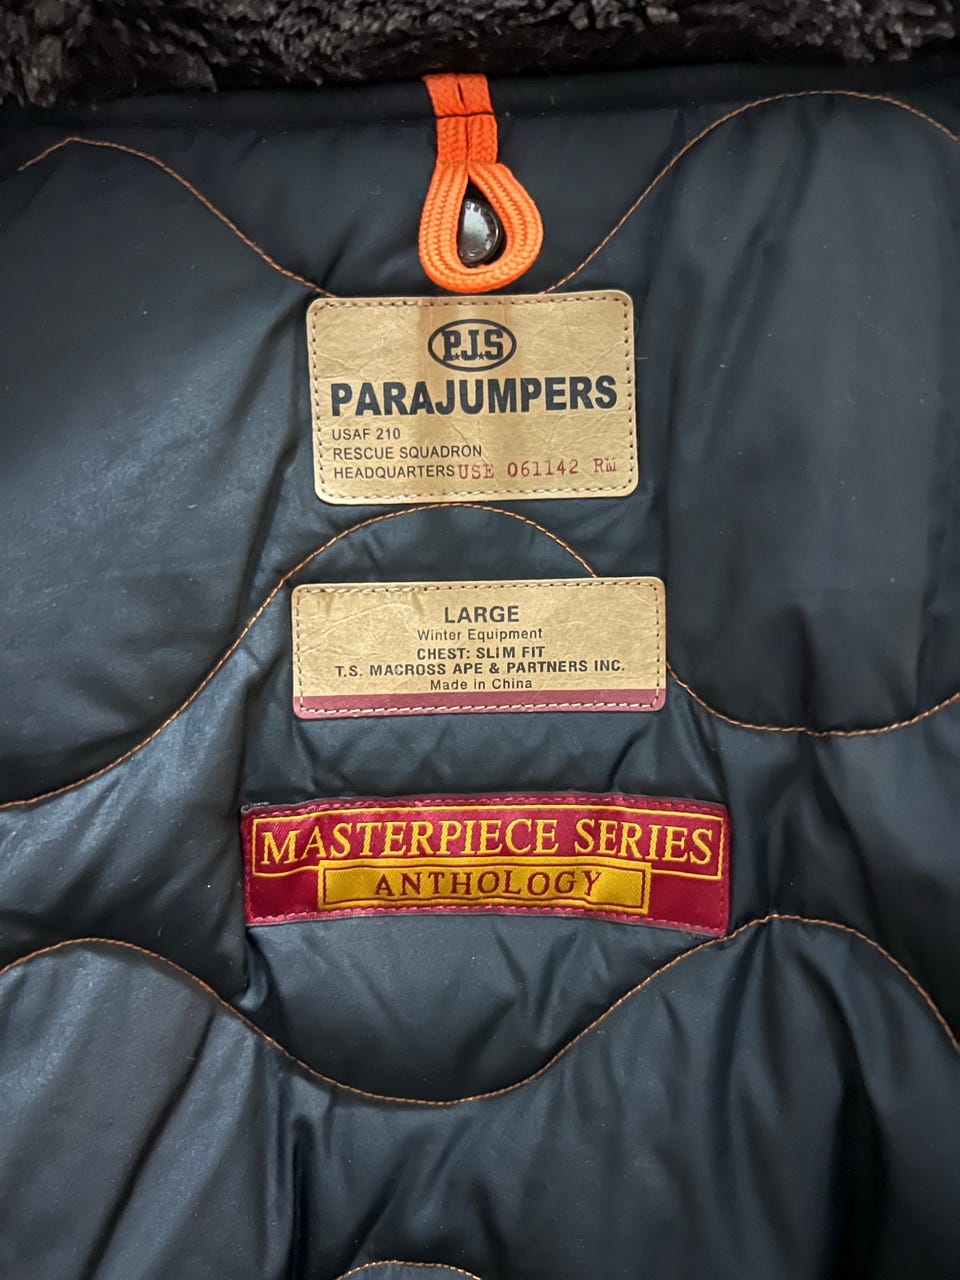 P.J.S
PARAJUMPERS
USAF 210
RESCUE SQUADRON
HEADQUARTERS USE 061142 RM
LARGE
Winter Equipment
CHEST: SLIM FIT
T.S. MACROSS APE & PARTNERS INC.
Made in China
MASTERPIECE SERIES
ANTHOLOGY